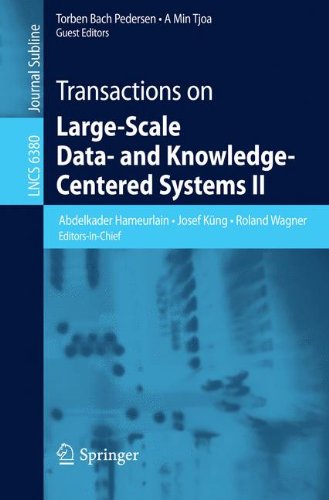 Torben Bach Pedersen • A Min Tjoa
Guest Editors
Journal Subline
LNCS 6380
Transactions on
Large-Scale
Data- and Knowledge-
Centered Systems II
Abdelkader Hameurlain • Josef Küng • Roland Wagner
Editors-in-Chief
Springer